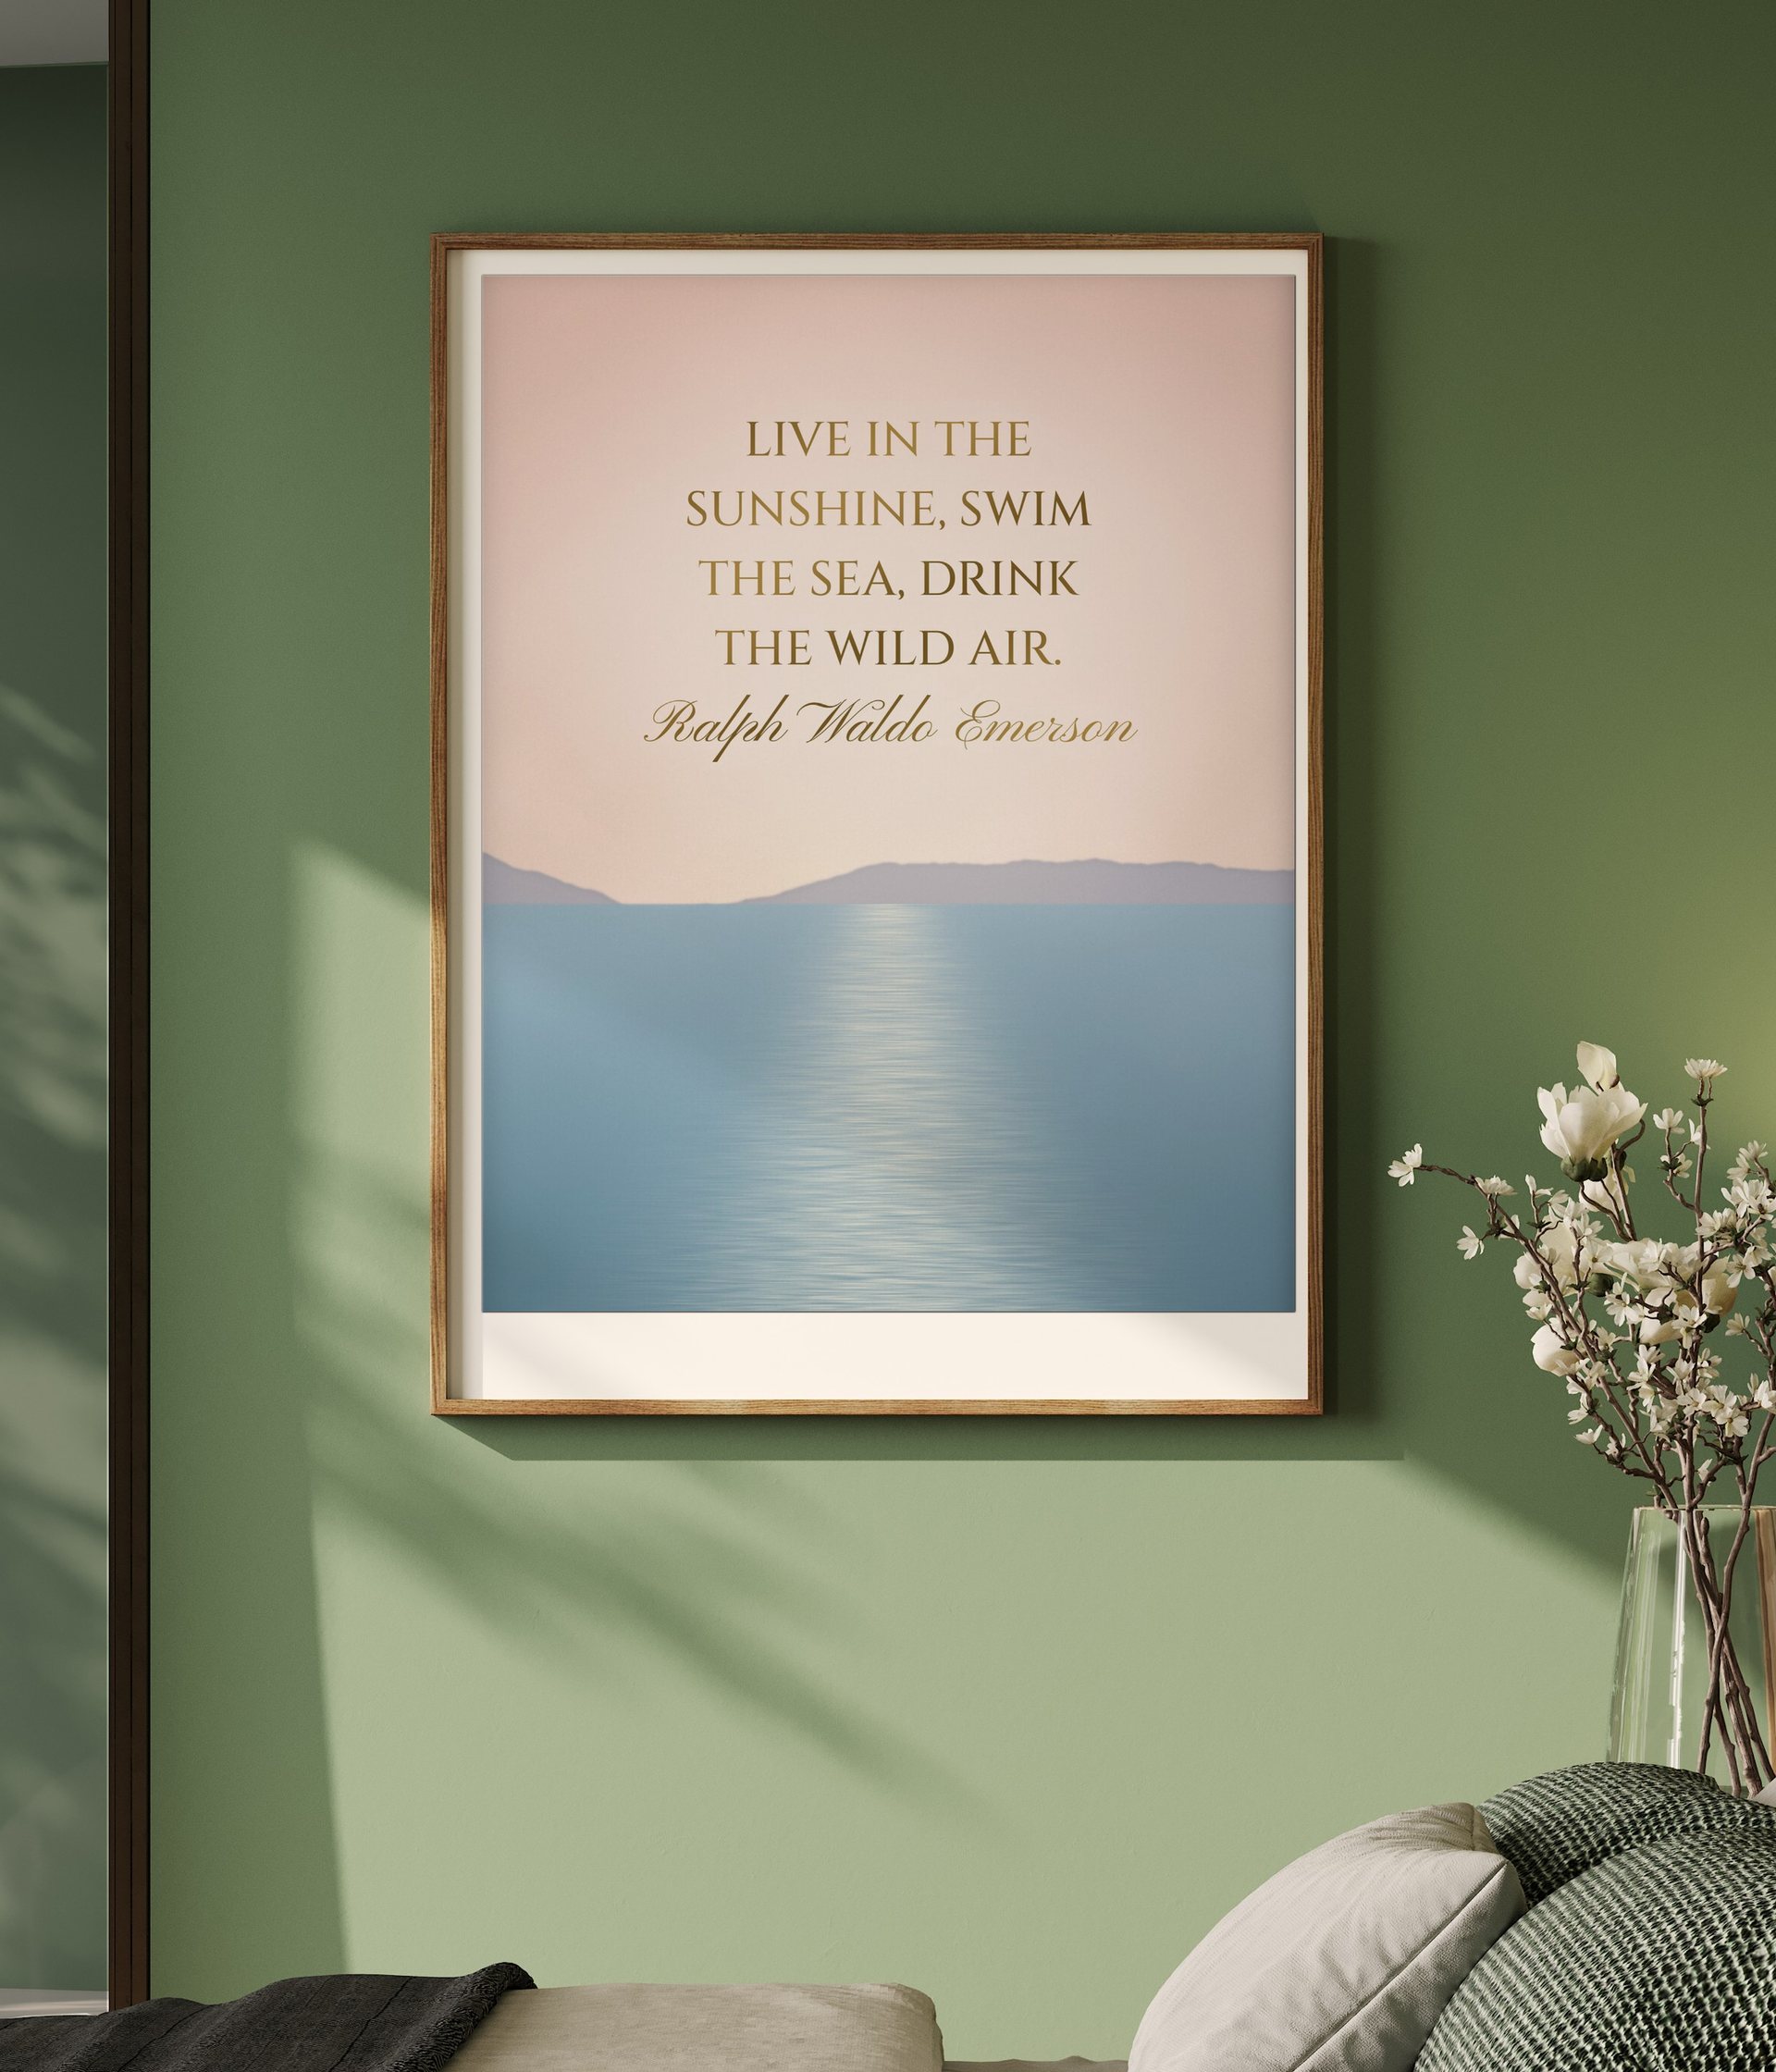 LIVE IN THE
SUNSHINE, SWIM
THE SEA, DRINK
THE WILD AIR.
Ralph Waldo Emerson